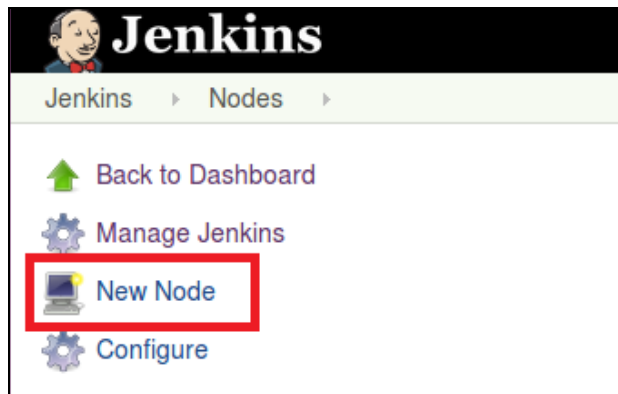 Jenkins
Jenkins Nodes
Back to Dashboard
Manage Jenkins
New Node
Configure